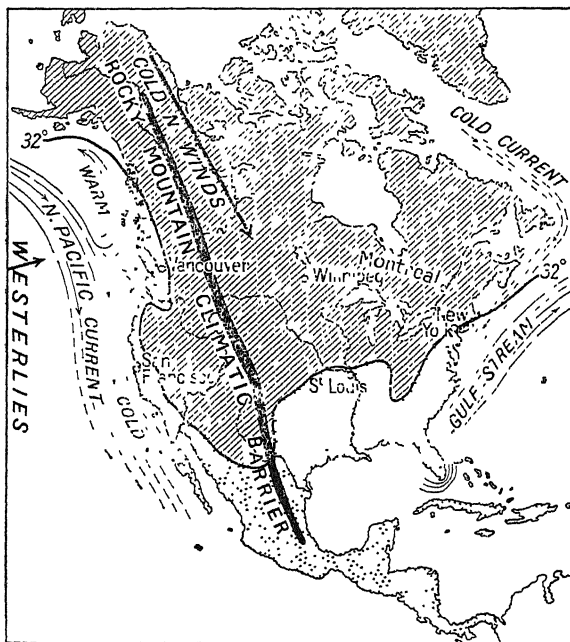 COLD N WINDS
ROCKY MOUNTAIN CLIMATIC BARRIER
COLD CURRENT
32°
WARM
N PACIFIC CURRENT
WESTERLIES
Vancouver
Winnipeg
Montreal
32°
New
York
San
Francisco
St Louis
GULF STREAM
COLD